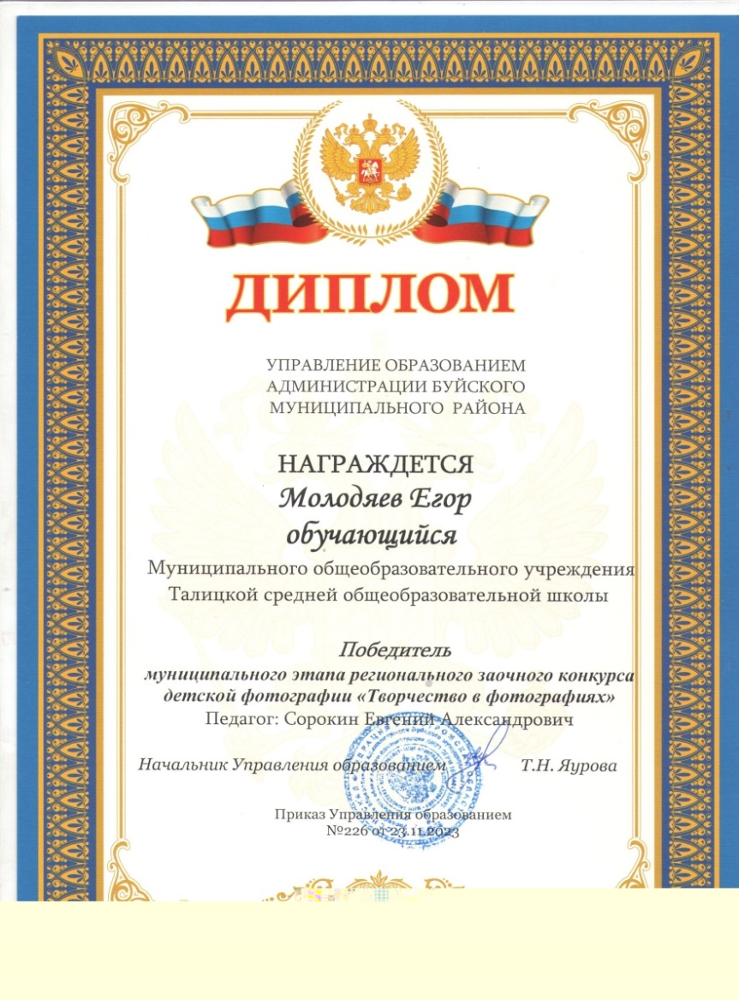 ДИПЛОМ
УПРАВЛЕНИЕ ОБРАЗОВАНИЕМ
АДМИНИСТРАЦИИ БУЙСКОГО
МУНИЦИПАЛЬНОГО РАЙОНА
НАГРАЖДЕТСЯ
Молодяев Егор
обучающийся
Муниципального общеобразовательного учреждения
Талицкой средней общеобразовательной школы
Победитель
муниципального этапа регионального заочного конкурса
детской фотографии «Творчество в фотографиях»
Педагог: Сорокин Евгений Александрович
Начальник Управления образованием Т.Н. Яурова
Приказ Управления образованием
№226 от 23.11.2023